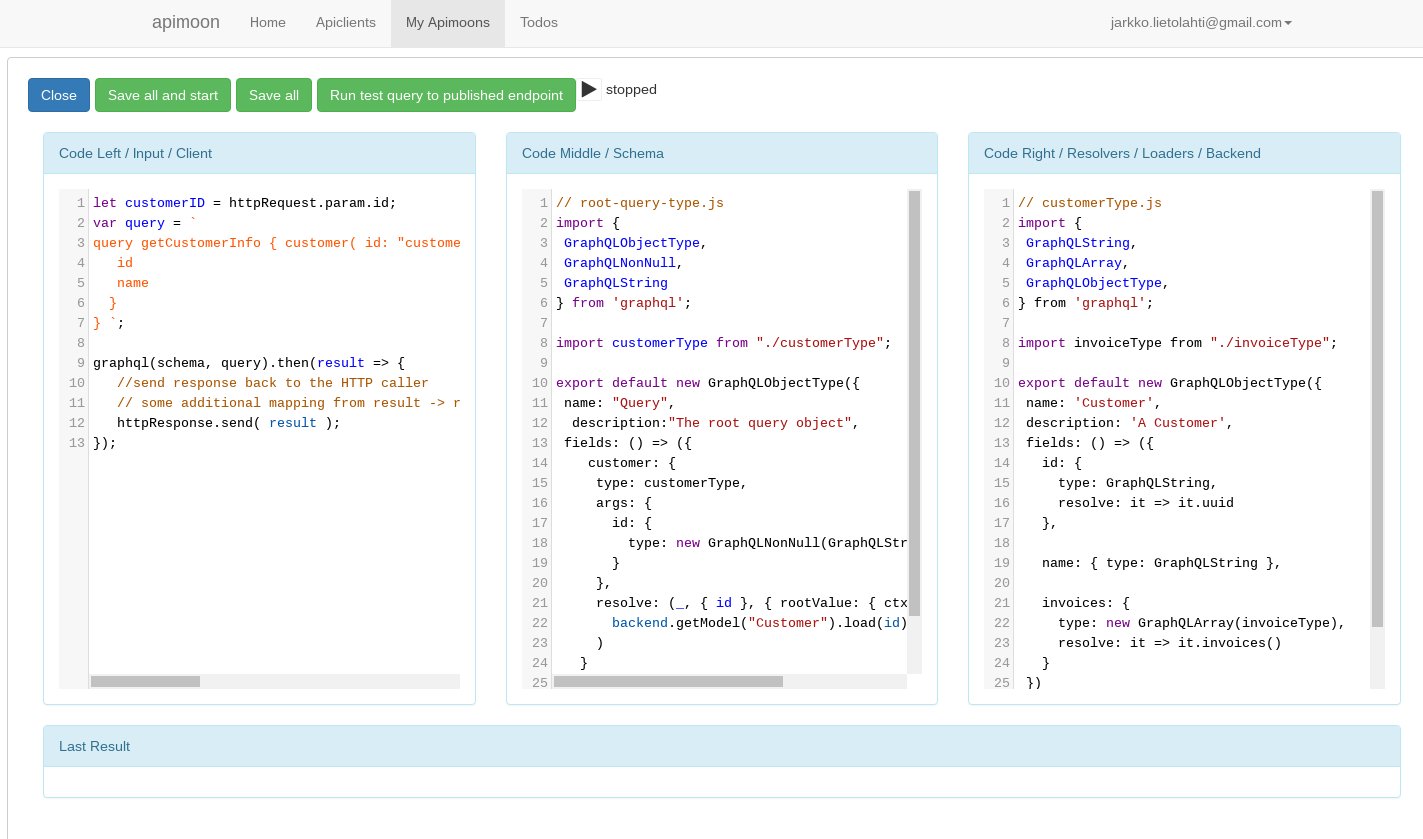 apimoon Home Apiclients My Apimoons Todos jarkko.lietolahti@gmail.com
Close Save all and start Save all Run test query to published endpoint stopped
Code Left / Input / Client
1 let customerID = httpRequest.param.id;
2 var query = `
3 query getCustomerInfo { customer( id: "custome
4    id
5    name
6   }
7 } `;
8
9 graphql(schema, query).then(result => {
10    //send response back to the HTTP caller
11    // some additional mapping from result -> r
12    httpResponse.send( result );
13 });
Code Middle / Schema
1 // root-query-type.js
2 import {
3  GraphQLObjectType,
4  GraphQLNonNull,
5  GraphQLString
6 } from 'graphql';
7
8 import customerType from "./customerType";
9
10 export default new GraphQLObjectType({
11  name: "Query",
12   description:"The root query object",
13  fields: () => ({
14     customer: {
15      type: customerType,
16      args: {
17        id: {
18          type: new GraphQLNonNull(GraphQLStr
19        }
20      },
21      resolve: (_, { id }, { rootValue: { ctx
22        backend.getModel("Customer").load(id)
23      )
24    }
25
Code Right / Resolvers / Loaders / Backend
1 // customerType.js
2 import {
3  GraphQLString,
4  GraphQLArray,
5  GraphQLObjectType,
6 } from 'graphql';
7
8 import invoiceType from "./invoiceType";
9
10 export default new GraphQLObjectType({
11  name: 'Customer',
12  description: 'A Customer',
13  fields: () => ({
14    id: {
15      type: GraphQLString,
16      resolve: it => it.uuid
17    },
18
19    name: { type: GraphQLString },
20
21    invoices: {
22      type: new GraphQLArray(invoiceType),
23      resolve: it => it.invoices()
24    }
25  })
Last Result